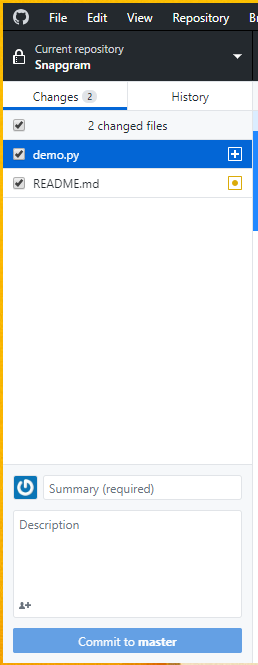 File Edit View Repository
Current repository
Snapgram
Changes 2 History
2 changed files
demo.py
README.md
Summary (required)
Description
Commit to master